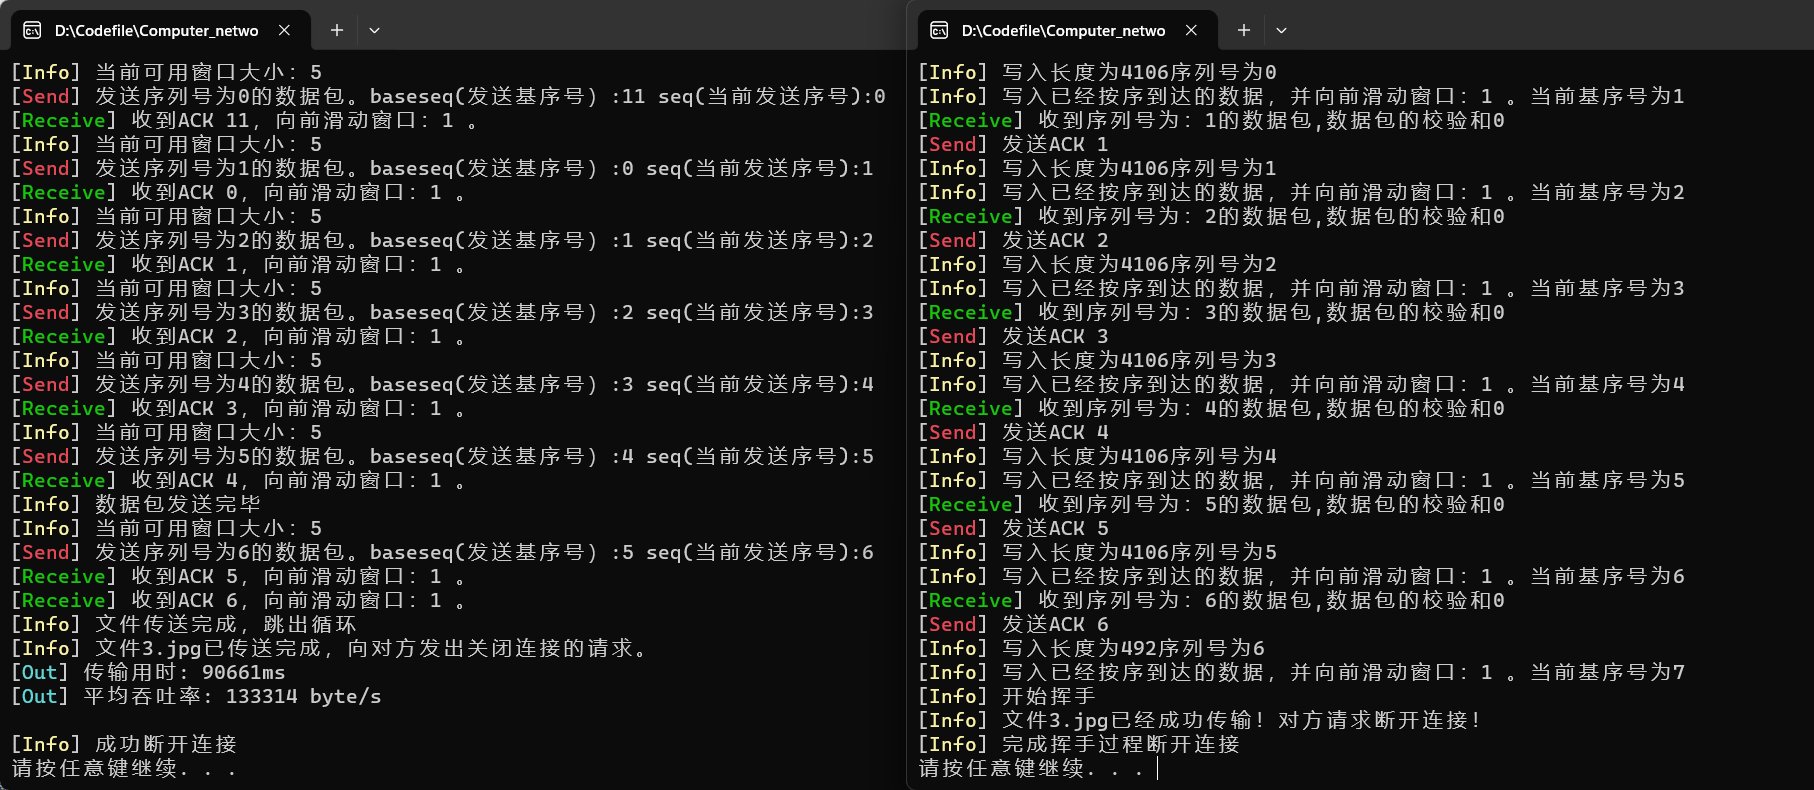 D:\Codefile\Computer_netwo
[Info] 当前可用窗口大小: 5
[Send] 发送序列号为0的数据包。baseseq(发送基序号) :11 seq(当前发送序号):0
[Receive] 收到ACK 11, 向前滑动窗口: 1 。
[Info] 当前可用窗口大小: 5
[Send] 发送序列号为1的数据包。baseseq(发送基序号) :0 seq(当前发送序号):1
[Receive] 收到ACK 0, 向前滑动窗口: 1 。
[Info] 当前可用窗口大小: 5
[Send] 发送序列号为2的数据包。baseseq(发送基序号) :1 seq(当前发送序号):2
[Receive] 收到ACK 1, 向前滑动窗口: 1 。
[Info] 当前可用窗口大小: 5
[Send] 发送序列号为3的数据包。baseseq(发送基序号) :2 seq(当前发送序号):3
[Receive] 收到ACK 2, 向前滑动窗口: 1 。
[Info] 当前可用窗口大小: 5
[Send] 发送序列号为4的数据包。baseseq(发送基序号) :3 seq(当前发送序号):4
[Receive] 收到ACK 3, 向前滑动窗口: 1 。
[Info] 当前可用窗口大小: 5
[Send] 发送序列号为5的数据包。baseseq(发送基序号) :4 seq(当前发送序号):5
[Receive] 收到ACK 4, 向前滑动窗口: 1 。
[Info] 数据包发送完毕
[Info] 当前可用窗口大小: 5
[Send] 发送序列号为6的数据包。baseseq(发送基序号) :5 seq(当前发送序号):6
[Receive] 收到ACK 5, 向前滑动窗口: 1 。
[Receive] 收到ACK 6, 向前滑动窗口: 1 。
[Info] 文件传送完成, 跳出循环
[Info] 文件3.jpg已传送完成, 向对方发出关闭连接的请求。
[Out] 传输用时: 90661ms
[Out] 平均吞吐率: 133314 byte/s
[Info] 成功断开连接
请按任意键继续. . .
D:\Codefile\Computer_netwo
[Info] 写入长度为4106序列号为0
[Info] 写入已经按序到达的数据, 并向前滑动窗口: 1 。当前基序号为1
[Receive] 收到序列号为: 1的数据包,数据包的校验和0
[Send] 发送ACK 1
[Info] 写入长度为4106序列号为1
[Info] 写入已经按序到达的数据, 并向前滑动窗口: 1 。当前基序号为2
[Receive] 收到序列号为: 2的数据包,数据包的校验和0
[Send] 发送ACK 2
[Info] 写入长度为4106序列号为2
[Info] 写入已经按序到达的数据, 并向前滑动窗口: 1 。当前基序号为3
[Receive] 收到序列号为: 3的数据包,数据包的校验和0
[Send] 发送ACK 3
[Info] 写入长度为4106序列号为3
[Info] 写入已经按序到达的数据, 并向前滑动窗口: 1 。当前基序号为4
[Receive] 收到序列号为: 4的数据包,数据包的校验和0
[Send] 发送ACK 4
[Info] 写入长度为4106序列号为4
[Info] 写入已经按序到达的数据, 并向前滑动窗口: 1 。当前基序号为5
[Receive] 收到序列号为: 5的数据包,数据包的校验和0
[Send] 发送ACK 5
[Info] 写入长度为4106序列号为5
[Info] 写入已经按序到达的数据, 并向前滑动窗口: 1 。当前基序号为6
[Receive] 收到序列号为: 6的数据包,数据包的校验和0
[Send] 发送ACK 6
[Info] 写入长度为492序列号为6
[Info] 写入已经按序到达的数据, 并向前滑动窗口: 1 。当前基序号为7
[Info] 开始挥手
[Info] 文件3.jpg已经成功传输! 对方请求断开连接!
[Info] 完成挥手过程断开连接
请按任意键继续. . .